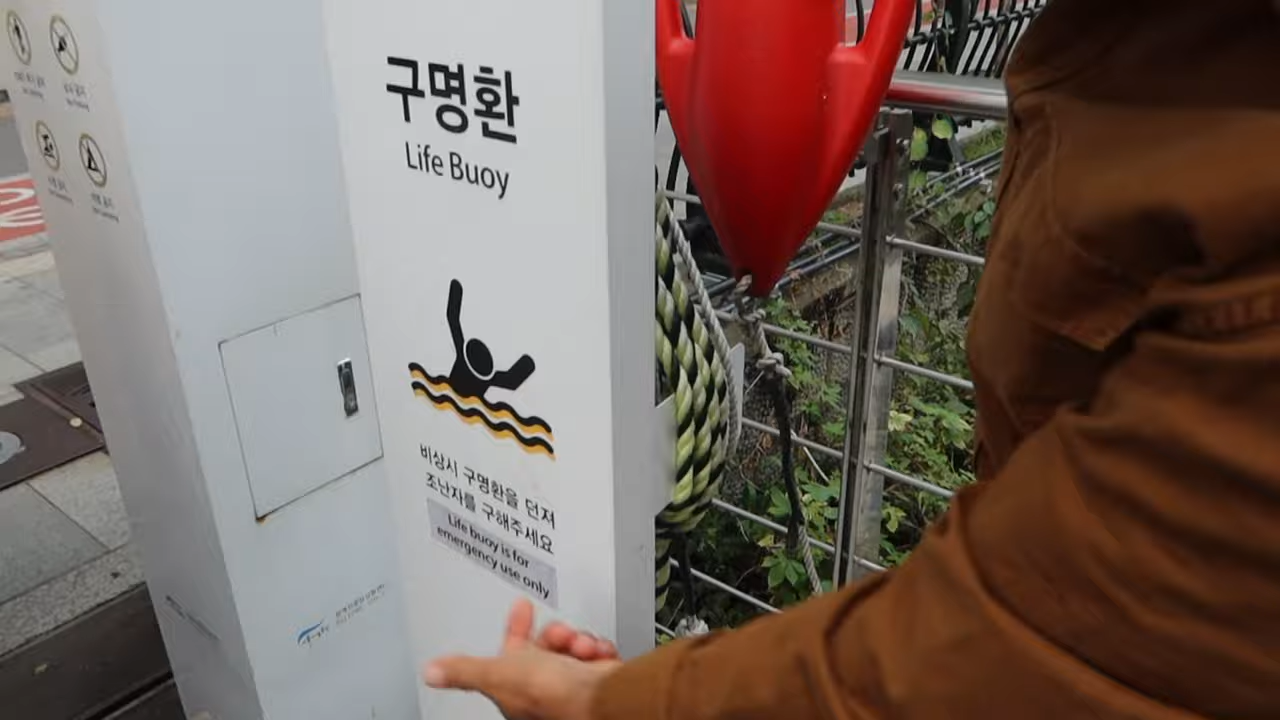 구명환
Life Buoy
비상시 구명환을 던져
조난자를 구해주세요
Life buoy is for
emergency use only